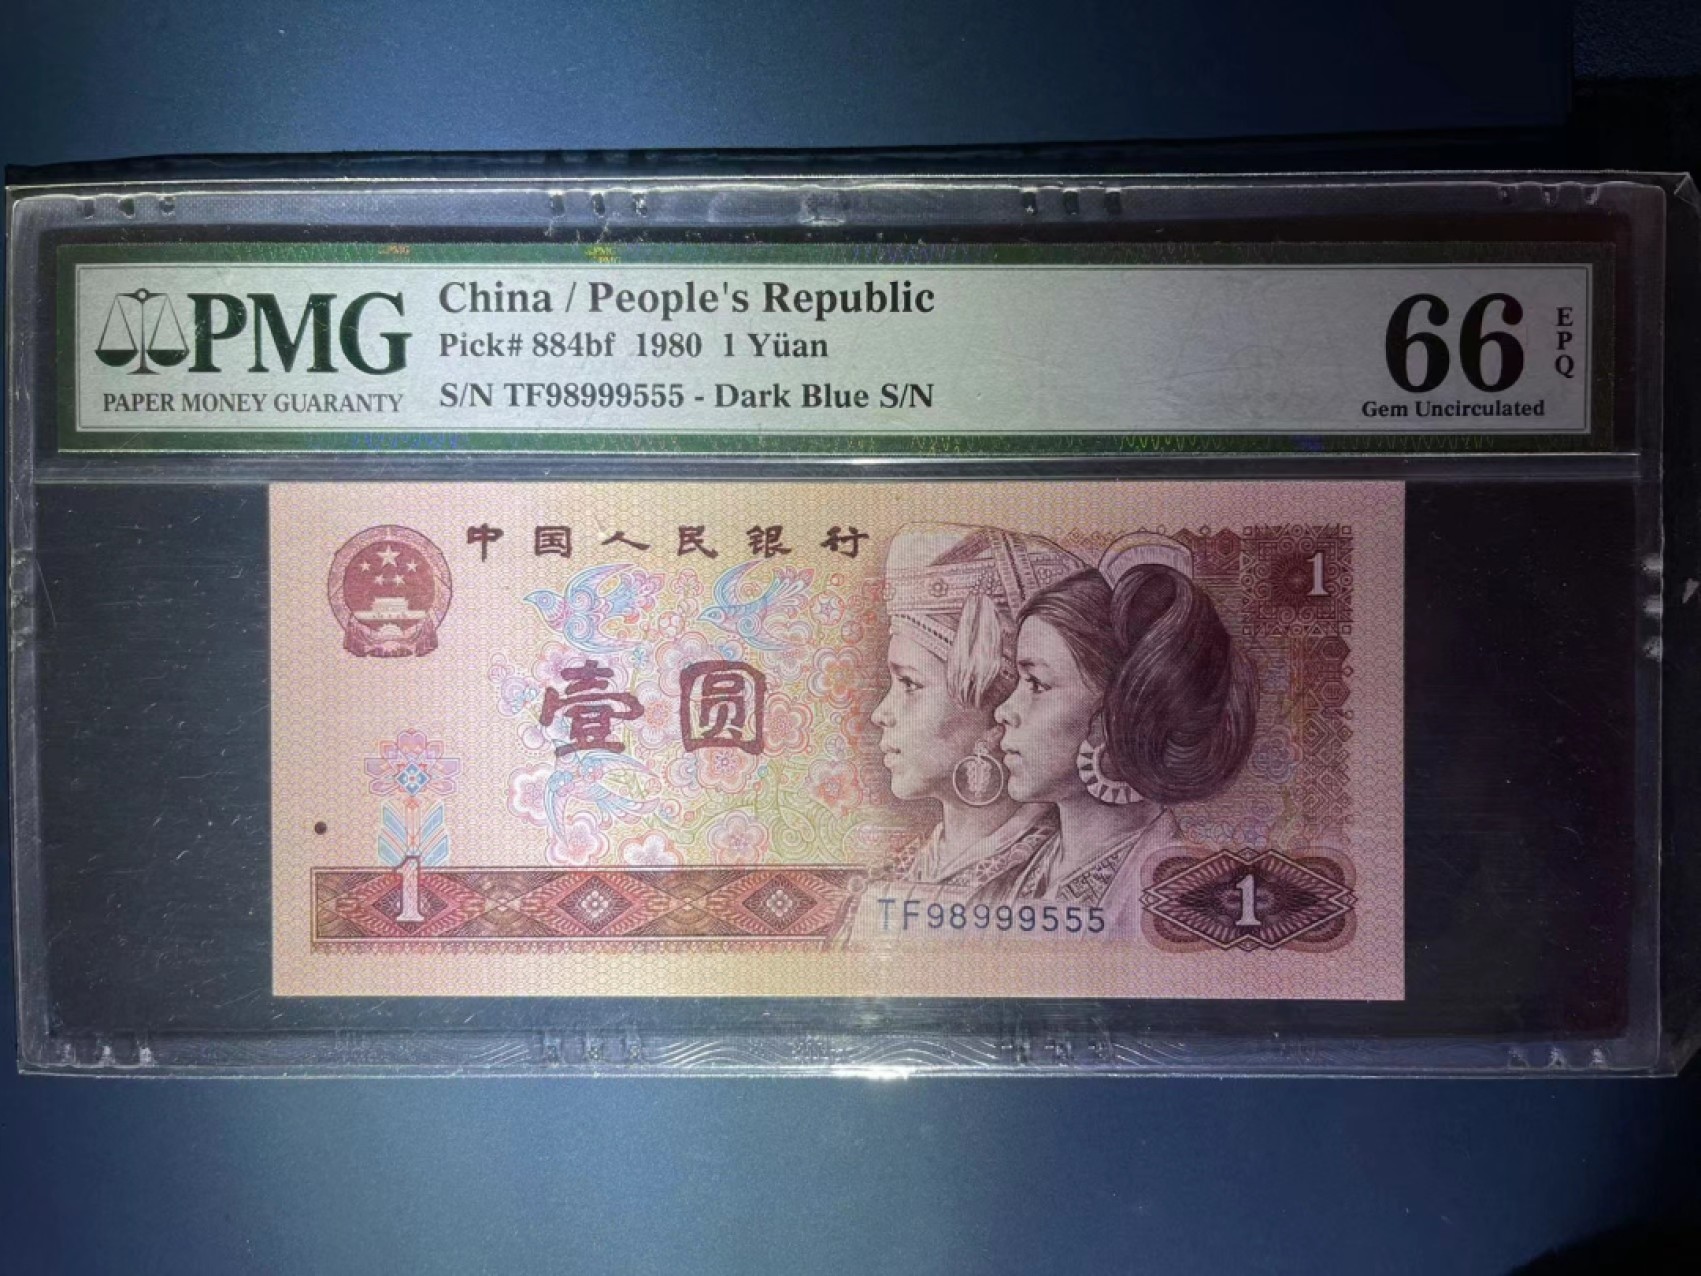 PMG
PAPER MONEY GUARANTY
China / People's Republic
Pick# 884bf 1980 1 Yüan
S/N TF98999555 - Dark Blue S/N
66
EPQ
Gem Uncirculated
中国人民银行
1
壹圆
1
TF98999555
1